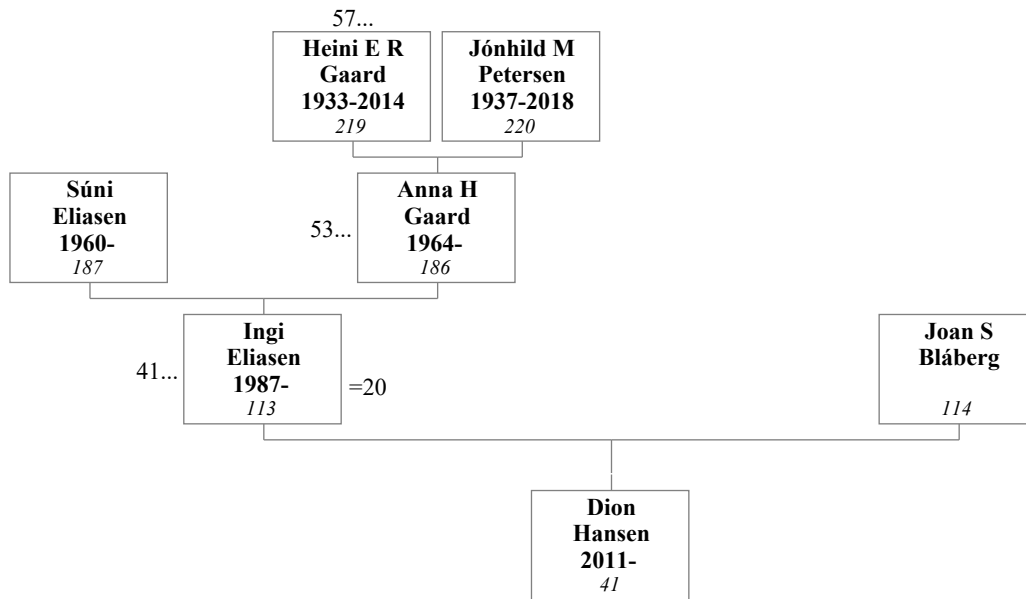 57...
Heini E R
Gaard
1933-2014
219
Jónhild M
Petersen
1937-2018
220
Súni
Eliasen
1960-
187
53...
Anna H
Gaard
1964-
186
41...
Ingi
Eliasen
1987-
113
=20
Joan S
Bláberg
114
Dion
Hansen
2011-
41